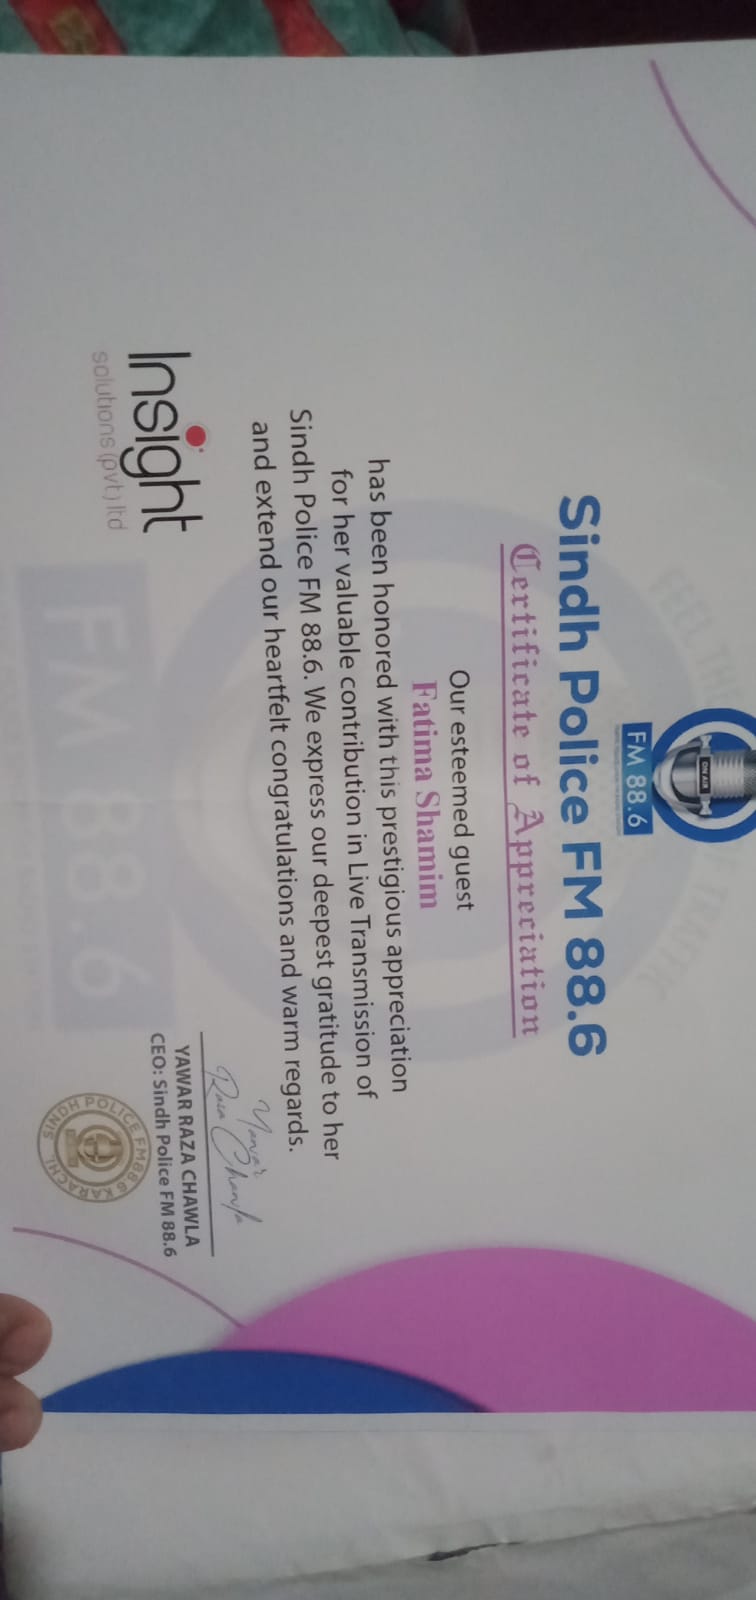 FEEL THE OF TRAFFIC
ON AIR
FM 88.6
Sindh Police FM 88.6
Certificate of Appreciation
Our esteemed guest
Fatima Shamim
has been honored with this prestigious appreciation
for her valuable contribution in Live Transmission of
Sindh Police FM 88.6. We express our deepest gratitude to her
and extend our heartfelt congratulations and warm regards.
Yawar
Raza Chawla
YAWAR RAZA CHAWLA
CEO: Sindh Police FM 88.6
Insight
solutions (pvt) ltd
SINDH POLICE FM88.6 KARACHI.
FM 88.6